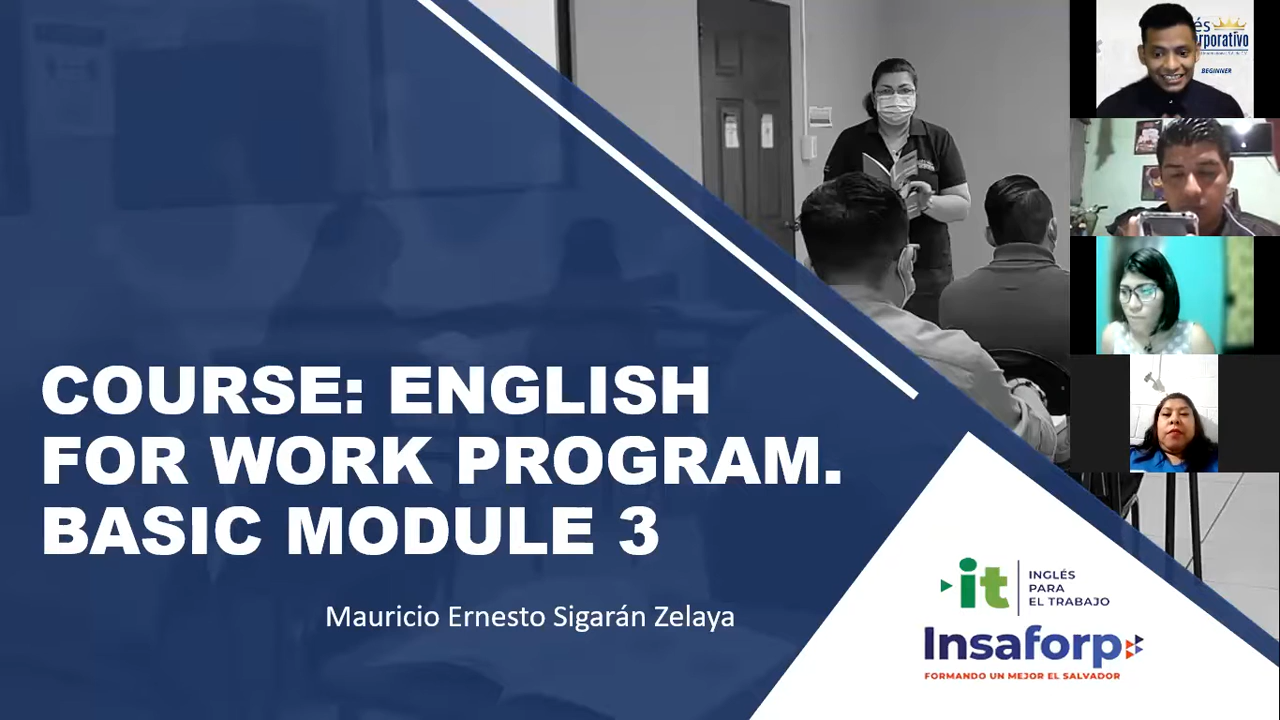 COURSE: ENGLISH
FOR WORK PROGRAM.
BASIC MODULE 3
Mauricio Ernesto Sigarán Zelaya
it
INGLÉS
PARA
EL TRABAJO
Insaforp
FORMANDO UN MEJOR EL SALVADOR
BEGINNER